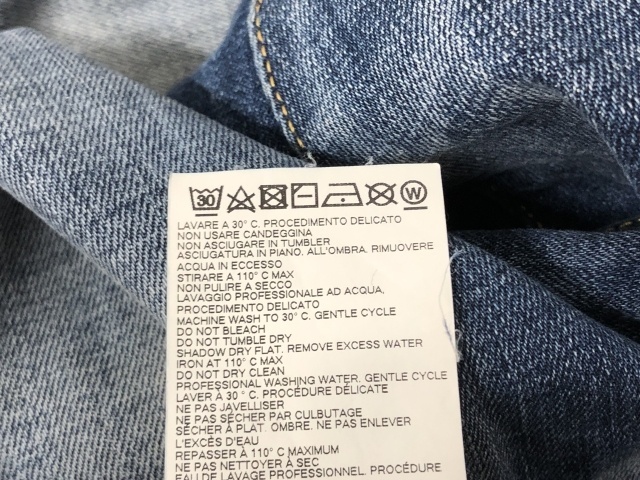 30 W
LAVARE A 30° C. PROCEDIMENTO DELICATO
NON USARE CANDEGGINA
NON ASCIUGARE IN TUMBLER
ASCIUGATURA IN PIANO. ALL'OMBRA. RIMUOVERE
ACQUA IN ECCESSO
STIRARE A 110° C MAX
NON PULIRE A SECCO
LAVAGGIO PROFESSIONALE AD ACQUA,
PROCEDIMENTO DELICATO
MACHINE WASH TO 30° C. GENTLE CYCLE
DO NOT BLEACH
DO NOT TUMBLE DRY
SHADOW DRY FLAT. REMOVE EXCESS WATER
IRON AT 110° C MAX
DO NOT DRY CLEAN
PROFESSIONAL WASHING WATER. GENTLE CYCLE
LAVER À 30° C. PROCÉDURE DÉLICATE
NE PAS JAVELLISER
NE PAS SÉCHER PAR CULBUTAGE
SÉCHER À PLAT. OMBRE. NE PAS ENLEVER
L'EXCÈS D'EAU
REPASSER À 110° C MAXIMUM
NE PAS NETTOYER À SEC
EAU DE LAVAGE PROFESSIONNEL. PROCÉDURE